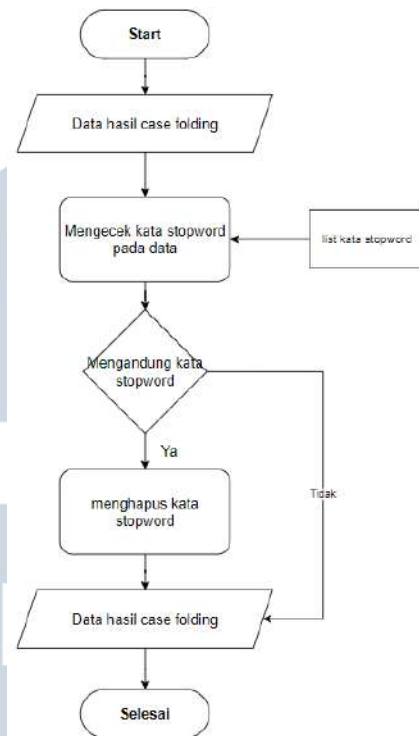 Start
Data hasil case folding
Mengecek kata stopword
pada data
list kata stopword
Mengandung kata
stopword
Ya
menghapus kata
stopword
Tidak
Data hasil case folding
Selesai